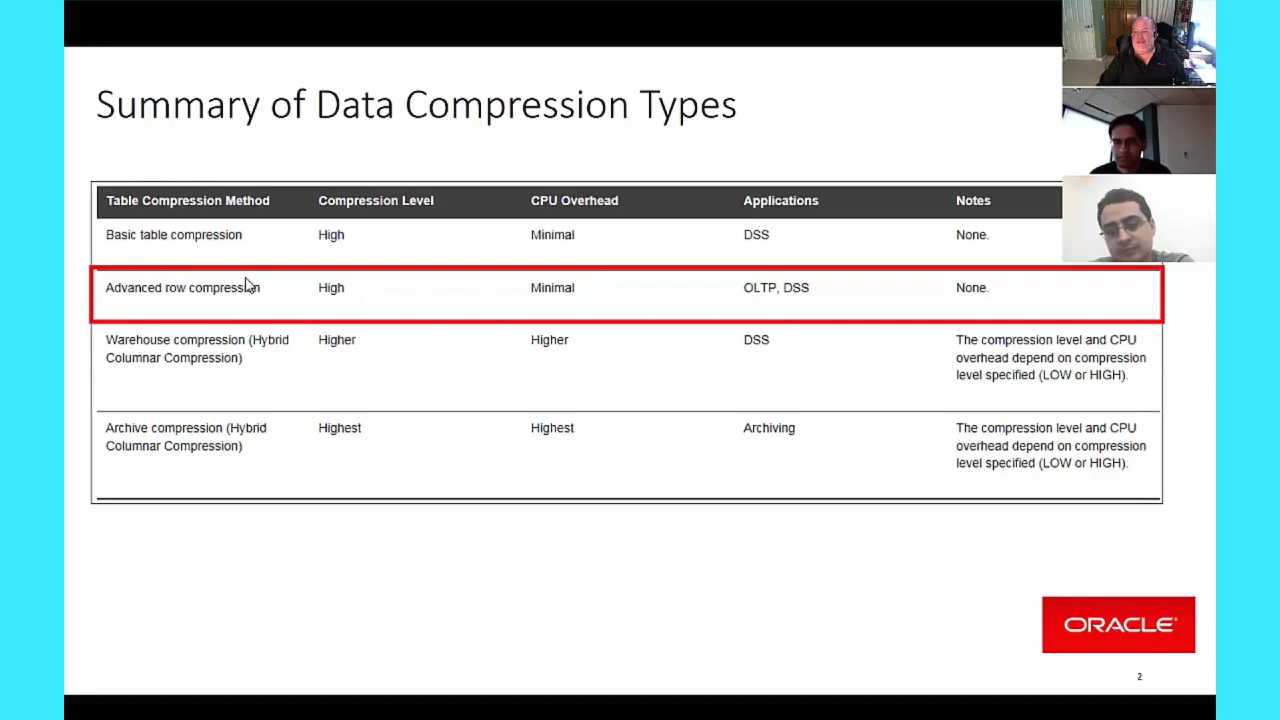 Summary of Data Compression Types
Table Compression Method Compression Level CPU Overhead Applications Notes
Basic table compression High Minimal DSS None.
Advanced row compression High Minimal OLTP, DSS None.
Warehouse compression (Hybrid Higher Higher DSS The compression level and CPU
Columnar Compression) overhead depend on compression
level specified (LOW or HIGH).
Archive compression (Hybrid Highest Highest Archiving The compression level and CPU
Columnar Compression) overhead depend on compression
level specified (LOW or HIGH).
ORACLE
2